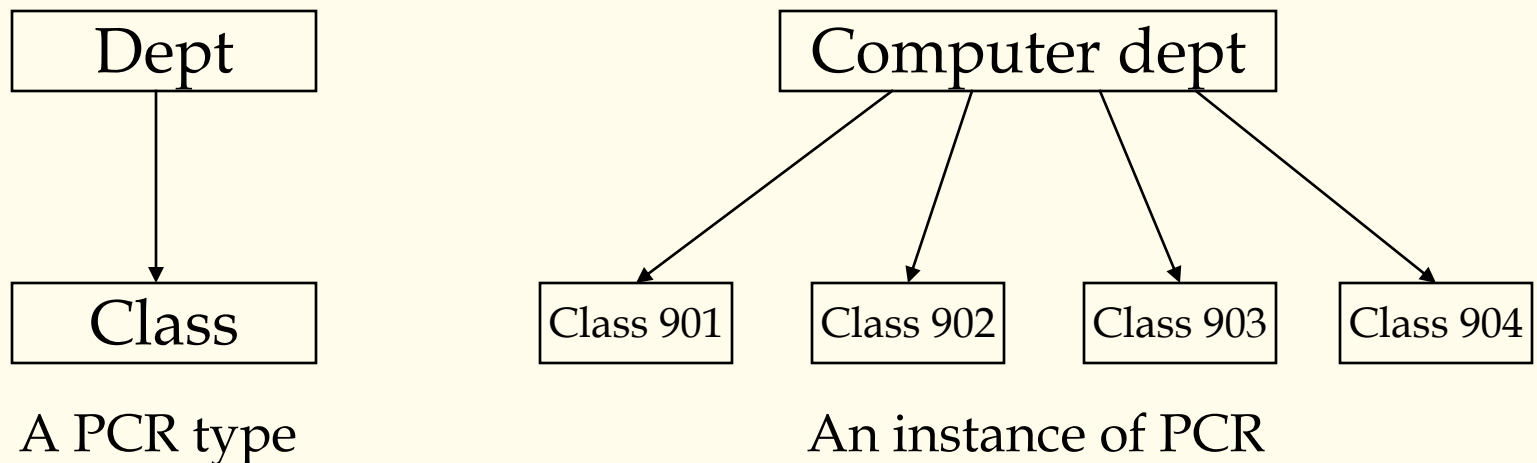 Dept
Computer dept
Class
Class 901
Class 902
Class 903
Class 904
A PCR type
An instance of PCR